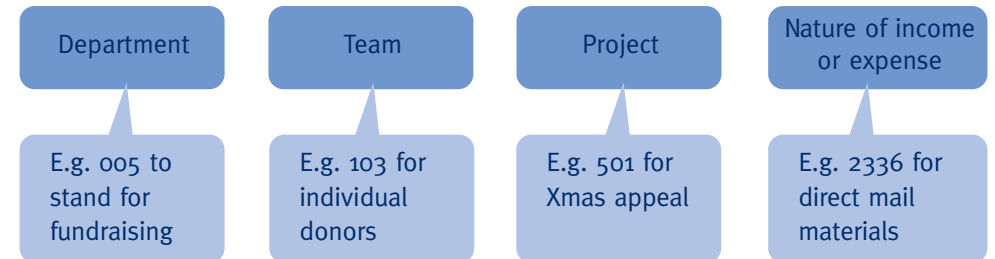 Department
Team
Project
Nature of income
or expense
E.g. 005 to
stand for
fundraising
E.g. 103 for
individual
donors
E.g. 501 for
Xmas appeal
E.g. 2336 for
direct mail
materials